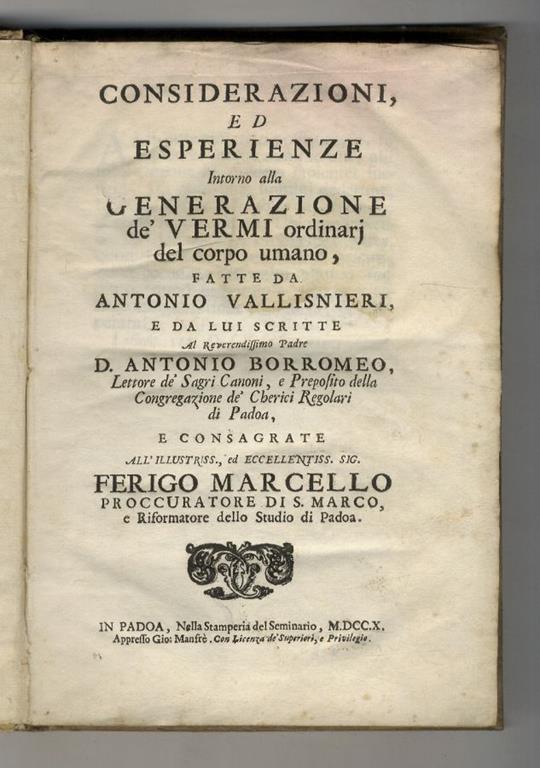 CONSIDERAZIONI,
ED
ESPERIENZE
Intorno alla
GENERAZIONE
de' VERMI ordinarj
del corpo umano,
FATTE DA
ANTONIO VALLISNIERI,
E DA LUI SCRITTE
Al Reverendissimo Padre
D. ANTONIO BORROMEO,
Lettore de' Sagri Canoni, e Preposito della
Congregazione de' Cherici Regolari
di Padoa,
E CONSAGRATE
ALL' ILLUSTRISS., ed ECCELLENTISS. SIG.
FERIGO MARCELLO
PROCCURATORE DI S. MARCO,
e Riformatore dello Studio di Padoa.
IN PADOA, Nella Stamperia del Seminario, M.DCC.X.
Appresso Gio: Manfrè. Con Licenza de' Superiori, e Privilegio.